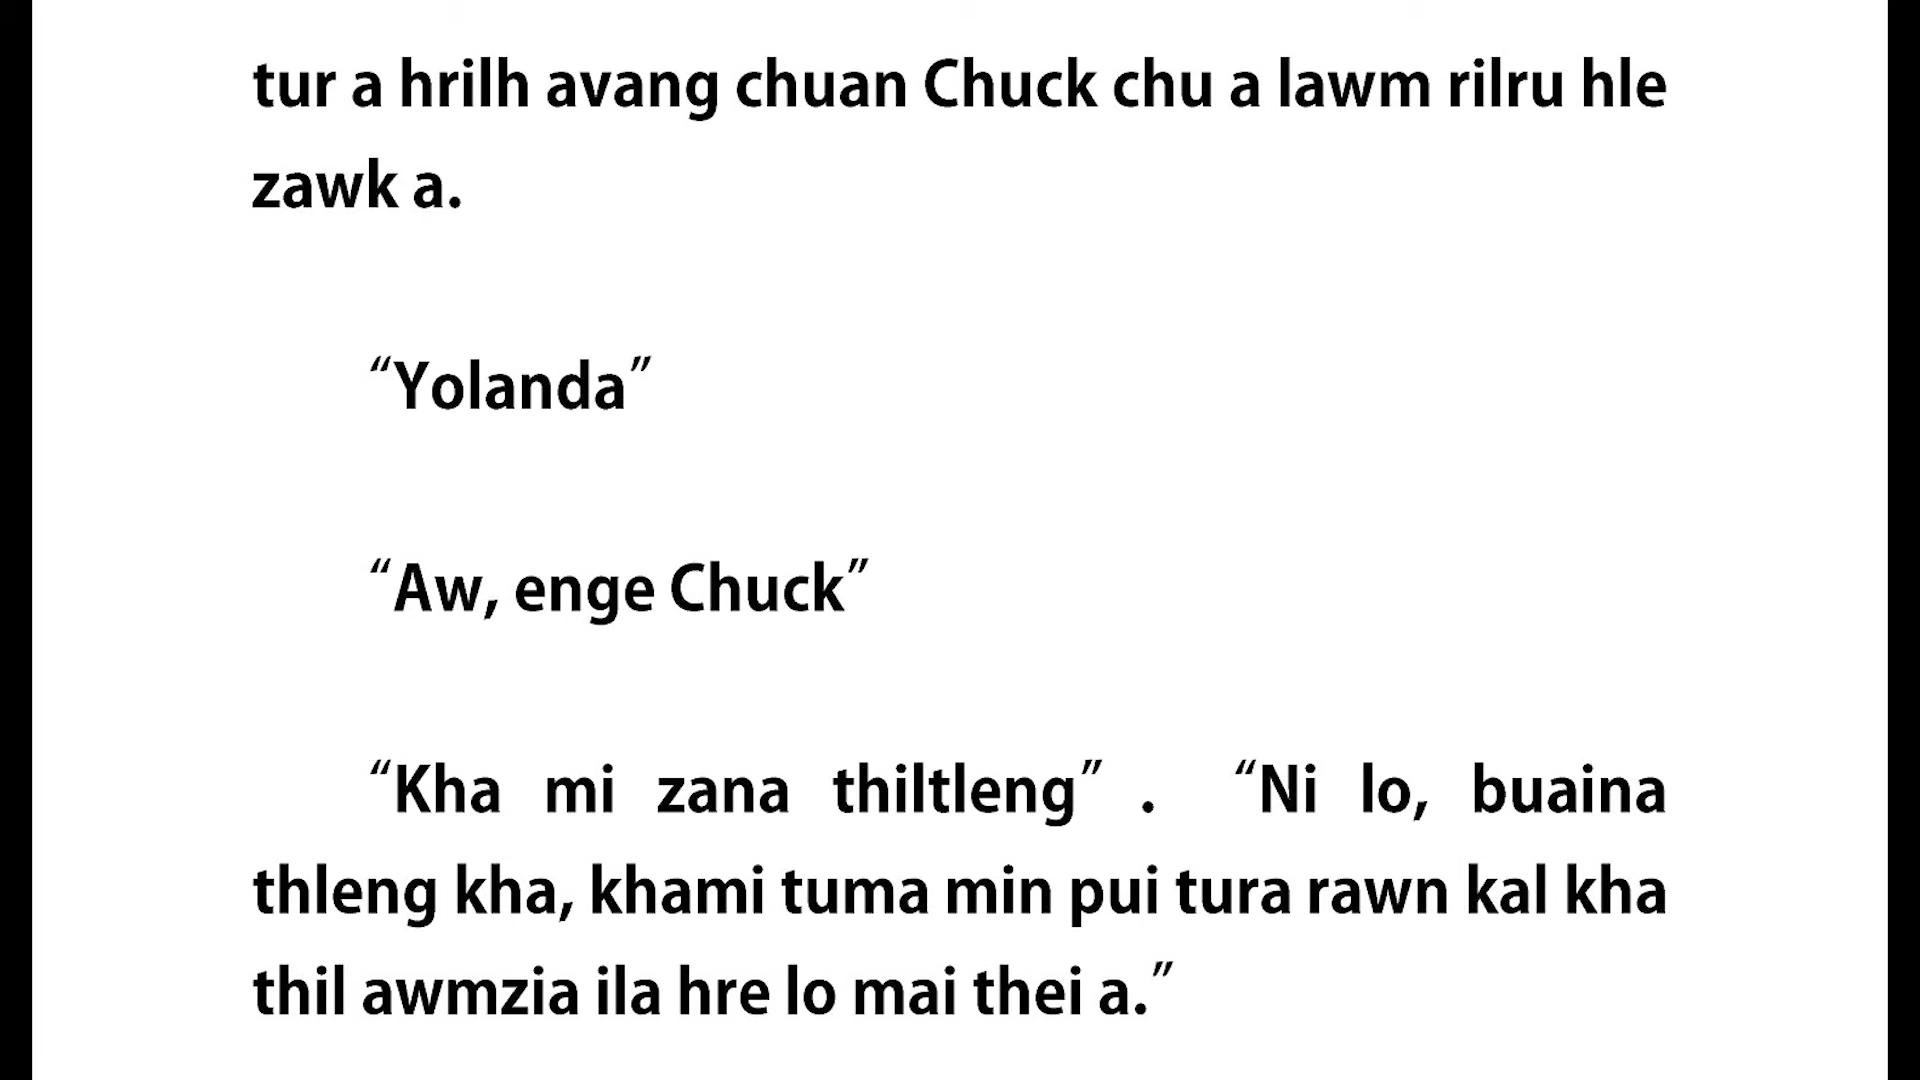 tur a hrilh avang chuan Chuck chu a lawm rilru hle
zawk a.
“Yolanda”
“Aw, enge Chuck”
“Kha mi zana thiltleng” . “Ni lo, buaina
thleng kha, khami tuma min pui tura rawn kal kha
thil awmzia ila hre lo mai thei a.”